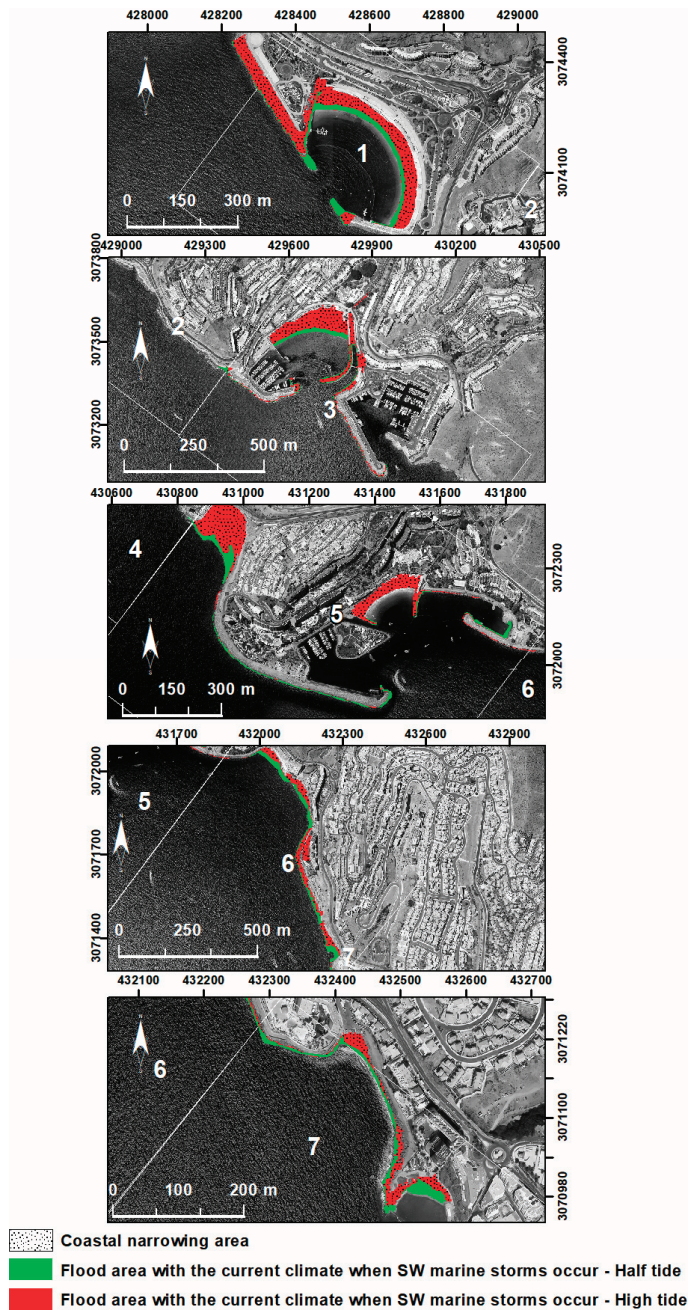 428000 428200 428400 428600 428800 429000
N
S
1
2
3074400
3074100
0 150 300 m
429000 429300 429600 429900 430200 430500
3073800
3073500
3073200
2
N
S
3
0 250 500 m
430600 430800 431000 431200 431400 431600 431800
4
5
6
N
S
3072300
3072000
0 150 300 m
431700 432000 432300 432600 432900
3072000
3071700
3071400
5
N
S
6
7
0 250 500 m
432100 432200 432300 432400 432500 432600 432700
N
S
6
7
3071220
3071100
3070980
0 100 200 m
Coastal narrowing area
Flood area with the current climate when SW marine storms occur - Half tide
Flood area with the current climate when SW marine storms occur - High tide